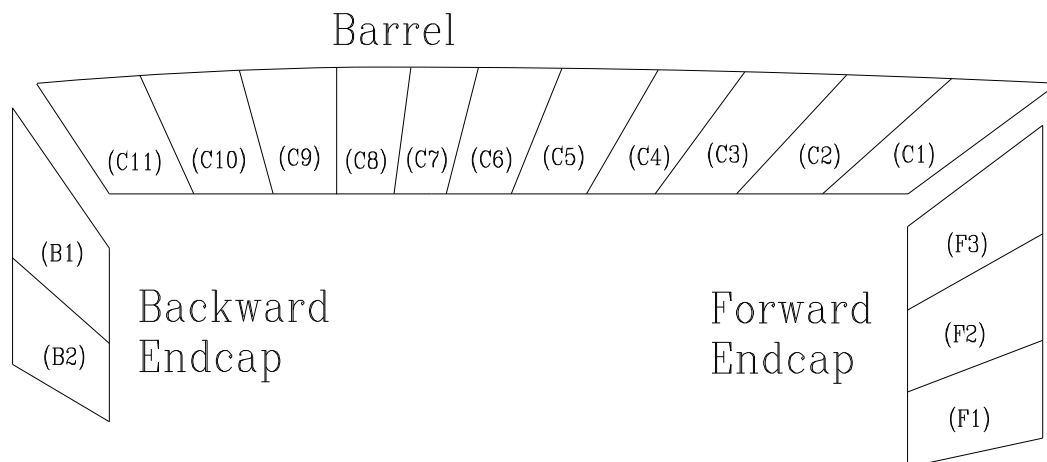 Barrel
(C11) (C10) (C9) (C8) (C7) (C6) (C5) (C4) (C3) (C2) (C1)
(B1)
(B2)
Backward
Endcap
Forward
Endcap
(F3)
(F2)
(F1)